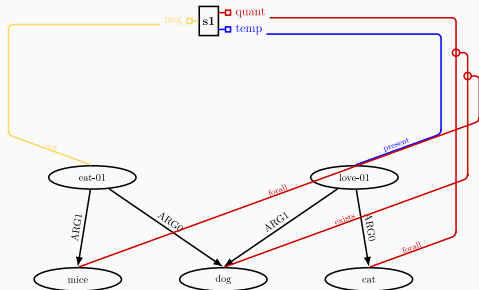 quant
neg s1
temp
not
present
eat-01 love-01
forall
ARG1 ARG0 ARG1 exists ARG0
forall
mice dog cat